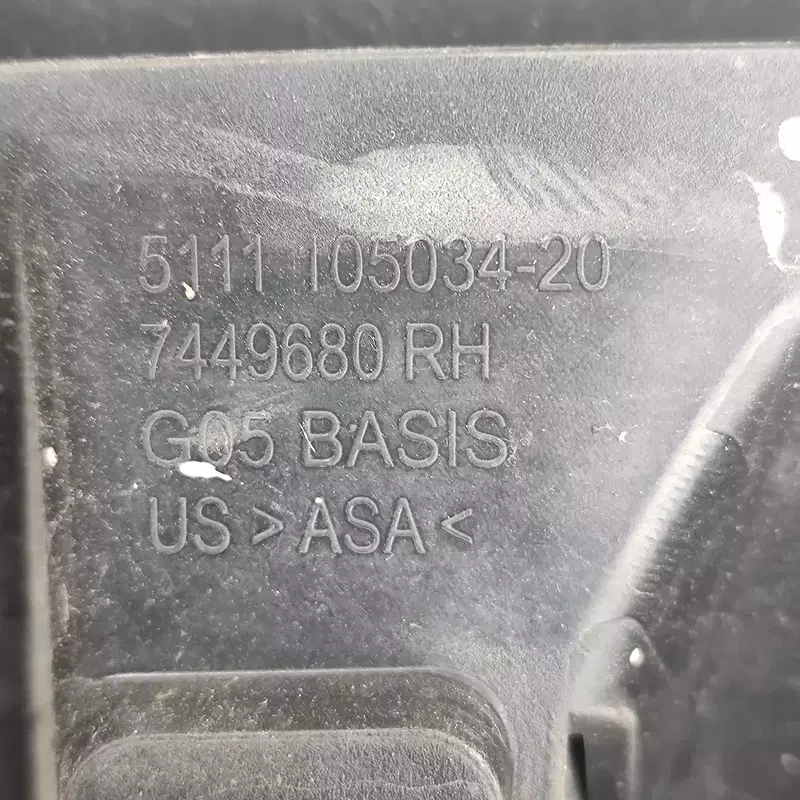 5111 105034-20
7449680 RH
G05 BASIS
US >ASA<